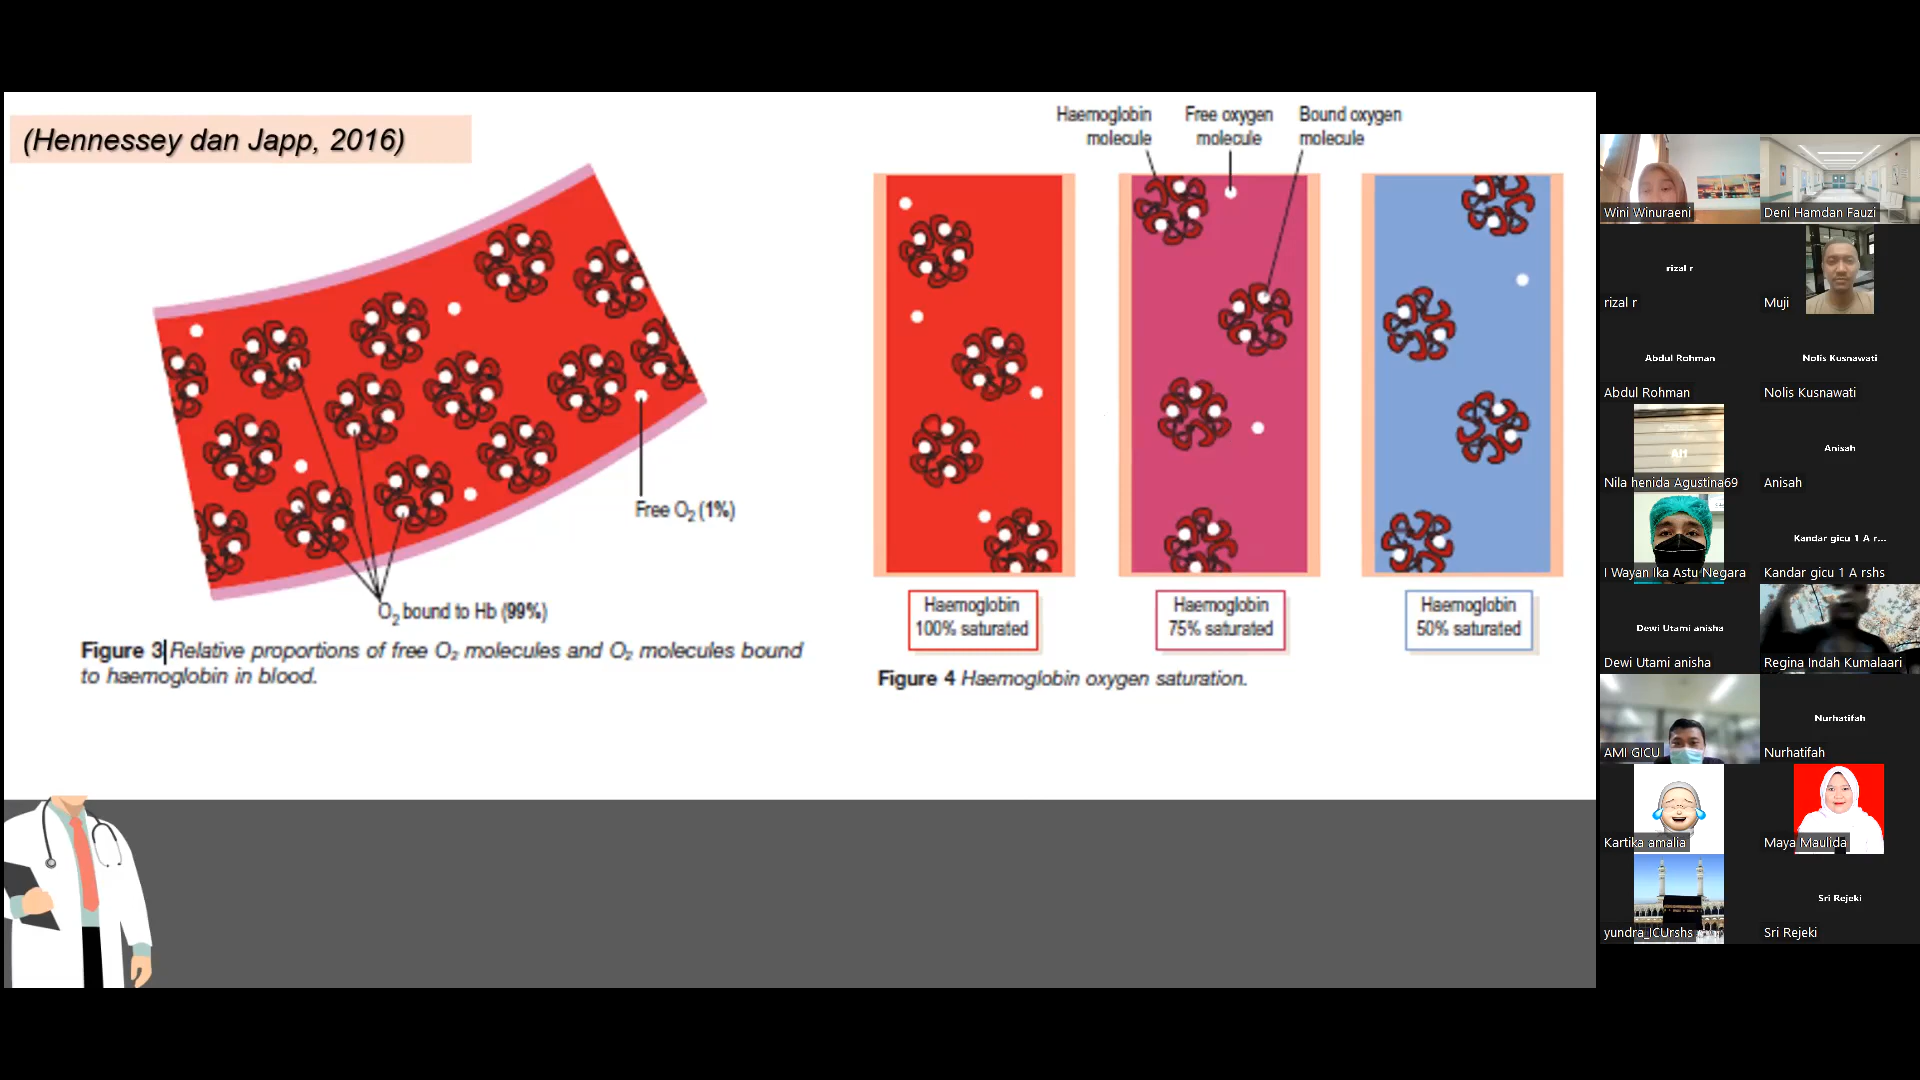 (Hennessey dan Japp, 2016)
Free O₂ (1%)
O₂ bound to Hb (99%)
Figure 3 Relative proportions of free O₂ molecules and O₂ molecules bound
to haemoglobin in blood.
Haemoglobin
molecule
Free oxygen
molecule
Bound oxygen
molecule
Haemoglobin
100% saturated
Haemoglobin
75% saturated
Haemoglobin
50% saturated
Figure 4 Haemoglobin oxygen saturation.
Wini Winuraeni
Deni Hamdan Fauzi
rizal r
rizal r
Muji
Abdul Rohman
Abdul Rohman
Nolis Kusnawati
Nolis Kusnawati
Nila henida Agustina69
Anisah
Anisah
I Wayan Ika Astu Negara
Kandar gicu 1 A r...
Kandar gicu 1 A rshs
Dewi Utami anisha
Dewi Utami anisha
Regina Indah Kumalaari
AMI GICU
Nurhatifah
Nurhatifah
Kartika amalia
Maya Maulida
yundra_ICUrshs
Sri Rejeki
Sri Rejeki